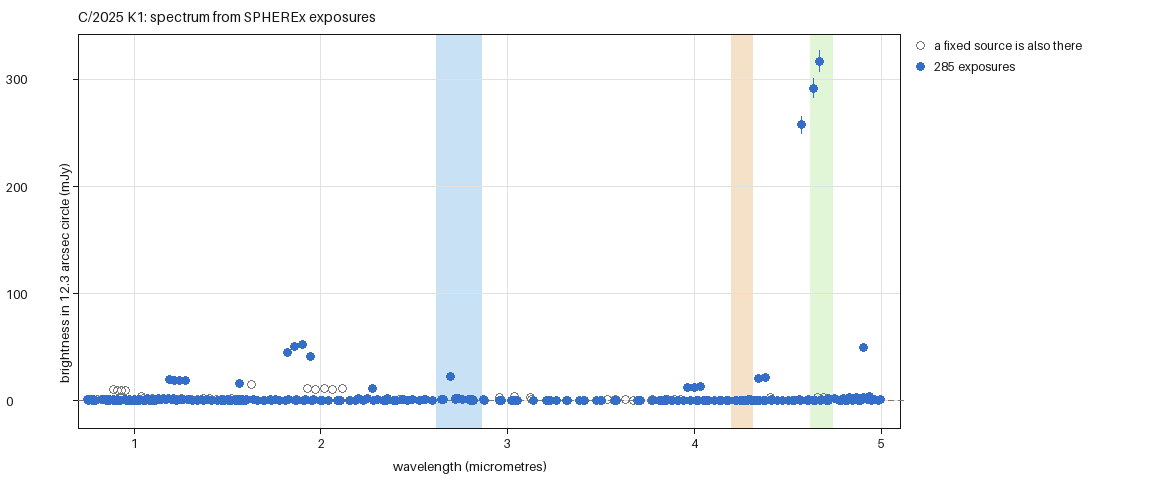 C/2025 K1: spectrum from SPHEREx exposures
a fixed source is also there
285 exposures
brightness in 12.3 arcsec circle (mJy)
300
200
100
0
1 2 3 4 5
wavelength (micrometres)